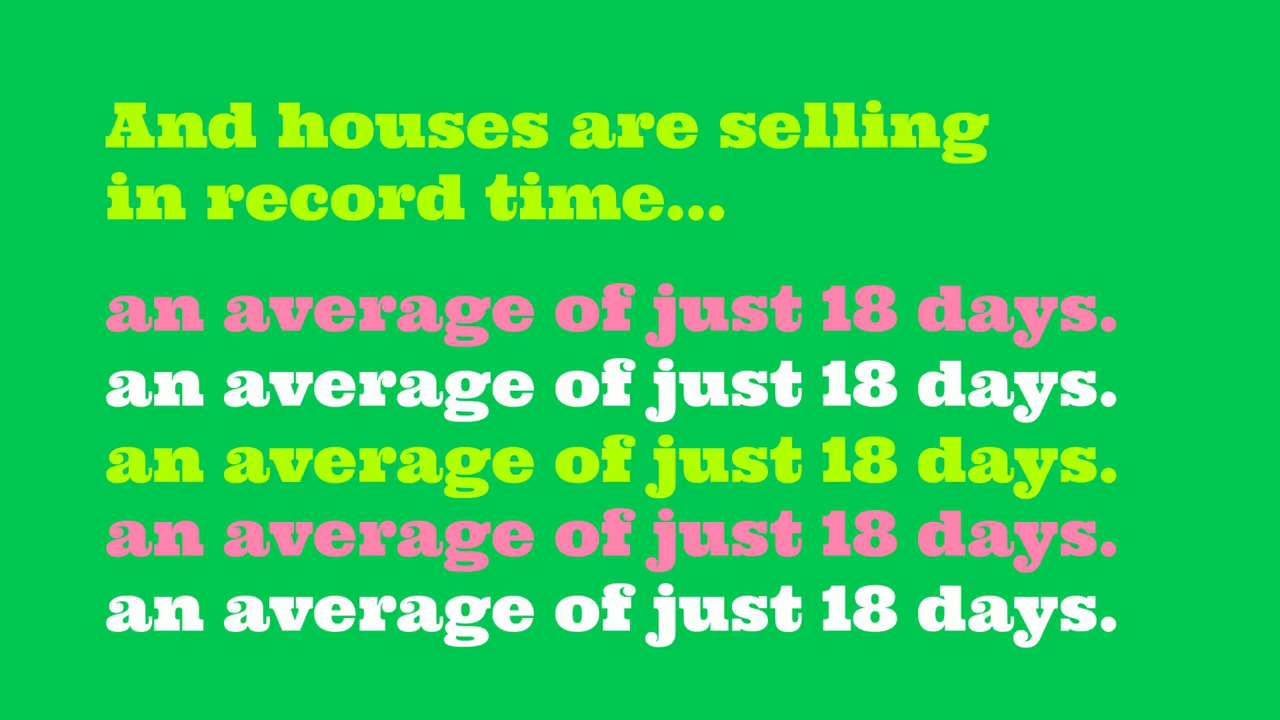 And houses are selling
in record time...
an average of just 18 days.
an average of just 18 days.
an average of just 18 days.
an average of just 18 days.
an average of just 18 days.